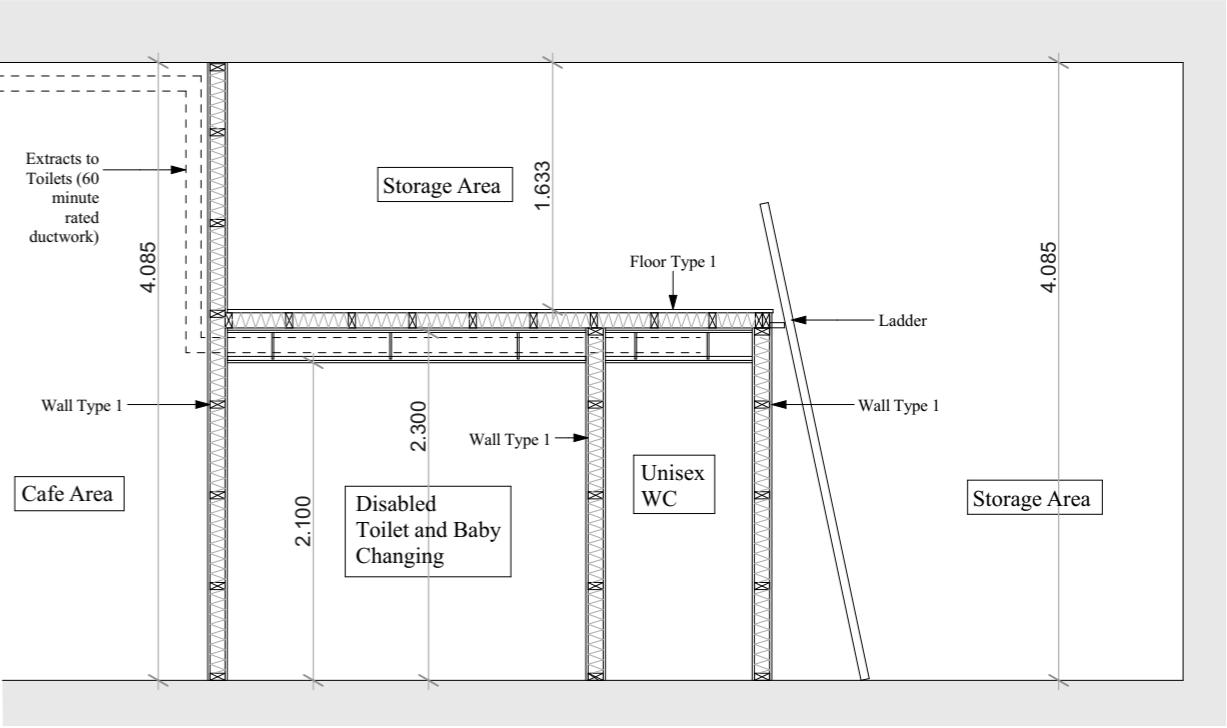 Extracts to
Toilets (60
minute
rated
ductwork)
4.085
Storage Area
1.633
Floor Type 1
4.085
Ladder
Wall Type 1
2.300
Wall Type 1
Wall Type 1
Cafe Area
2.100
Disabled
Toilet and Baby
Changing
Unisex
WC
Storage Area